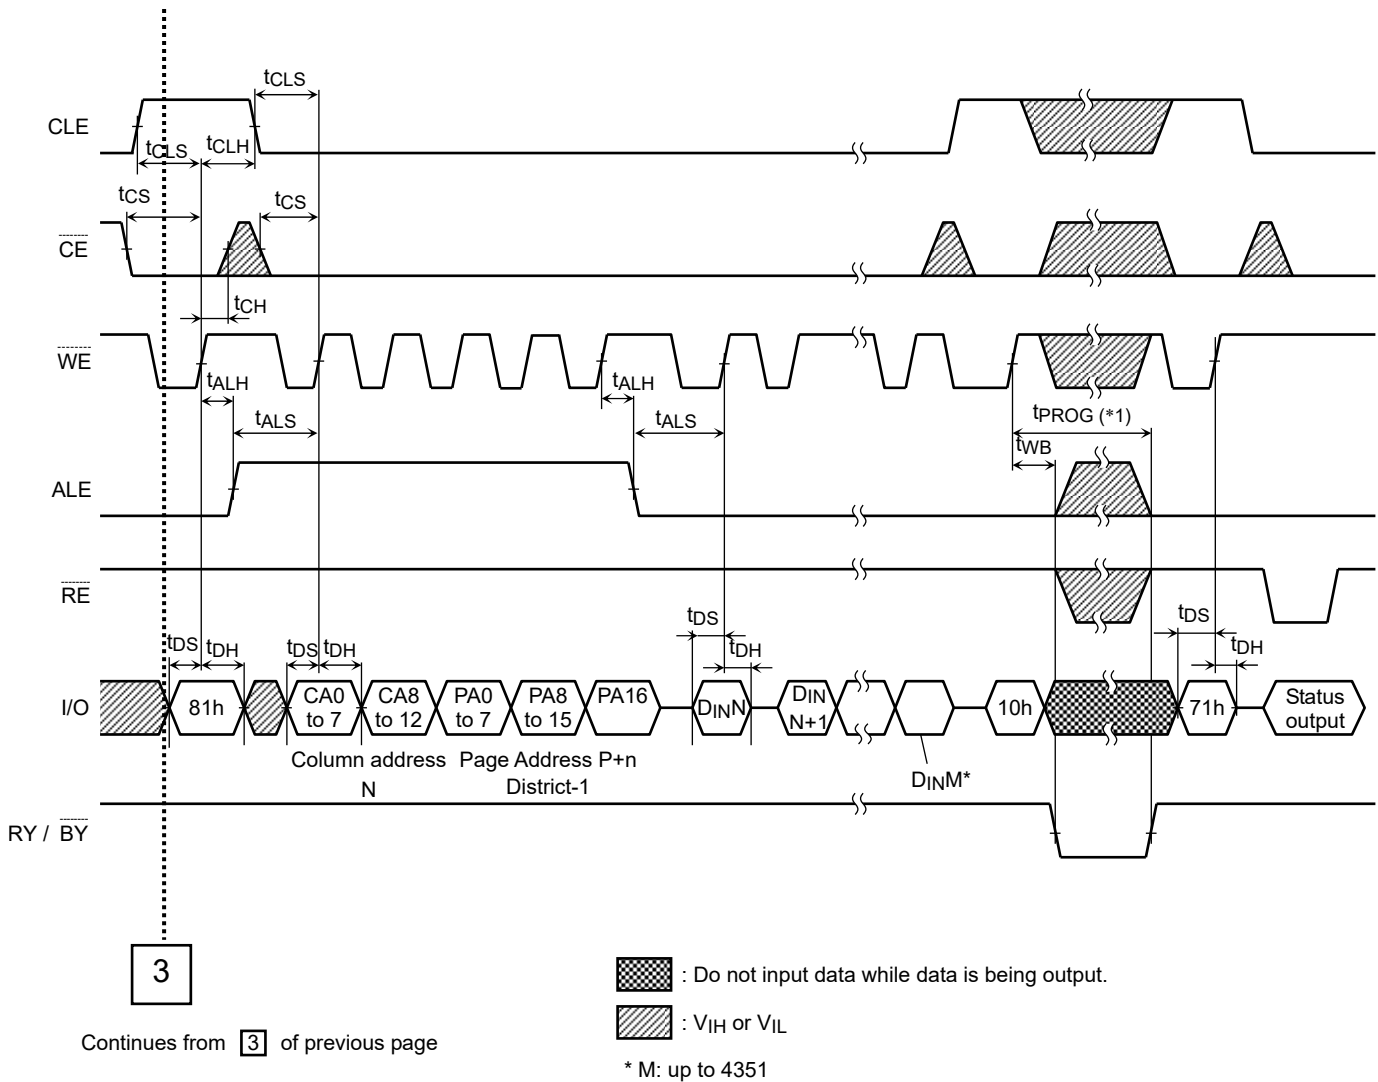 tCLS
CLE
tCLS tCLH
tCS tCS
CE
tCH
WE
tALH tALH
tALS tALS tPROG (*1)
tWB
ALE
RE
tDS tDH tDS tDH tDS tDH tDS tDH
I/O
81h
CA0 to 7
CA8 to 12
PA0 to 7
PA8 to 15
PA16
DINN
DIN N+1
10h
71h
Status output
Column address N
Page Address P+n
District-1
DINM*
RY / BY
3
: Do not input data while data is being output.
: VIH or VIL
Continues from 3 of previous page
* M: up to 4351